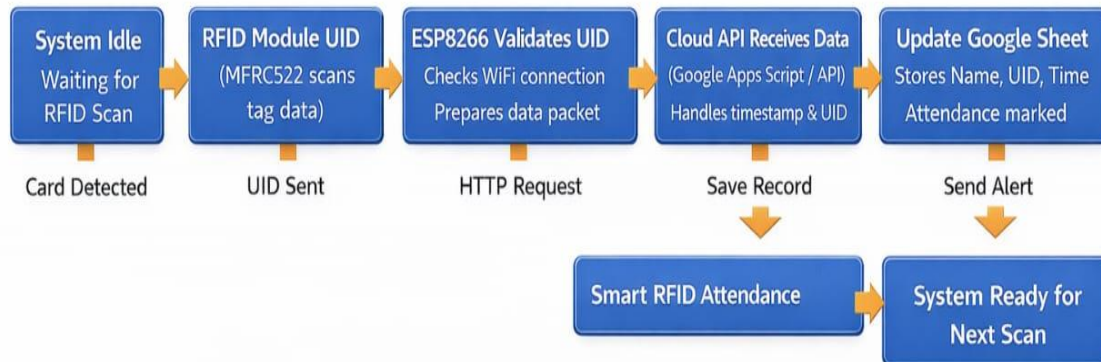 System Idle
Waiting for
RFID Scan
RFID Module UID
(MFRC522 scans
tag data)
ESP8266 Validates UID
Checks WiFi connection
Prepares data packet
Cloud API Receives Data
(Google Apps Script / API)
Handles timestamp & UID
Update Google Sheet
Stores Name, UID, Time
Attendance marked
Card Detected
UID Sent
HTTP Request
Save Record
Send Alert
Smart RFID Attendance
System Ready for
Next Scan